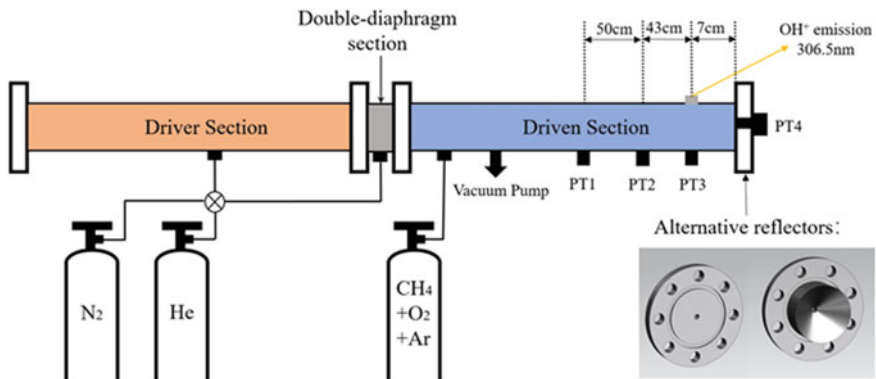 Double-diaphragm
section
50cm
43cm
7cm
OH⁺ emission
306.5nm
Driver Section
Driven Section
PT4
Vacuum Pump
PT1
PT2
PT3
Alternative reflectors:
N₂
He
CH₄
+O₂
+Ar